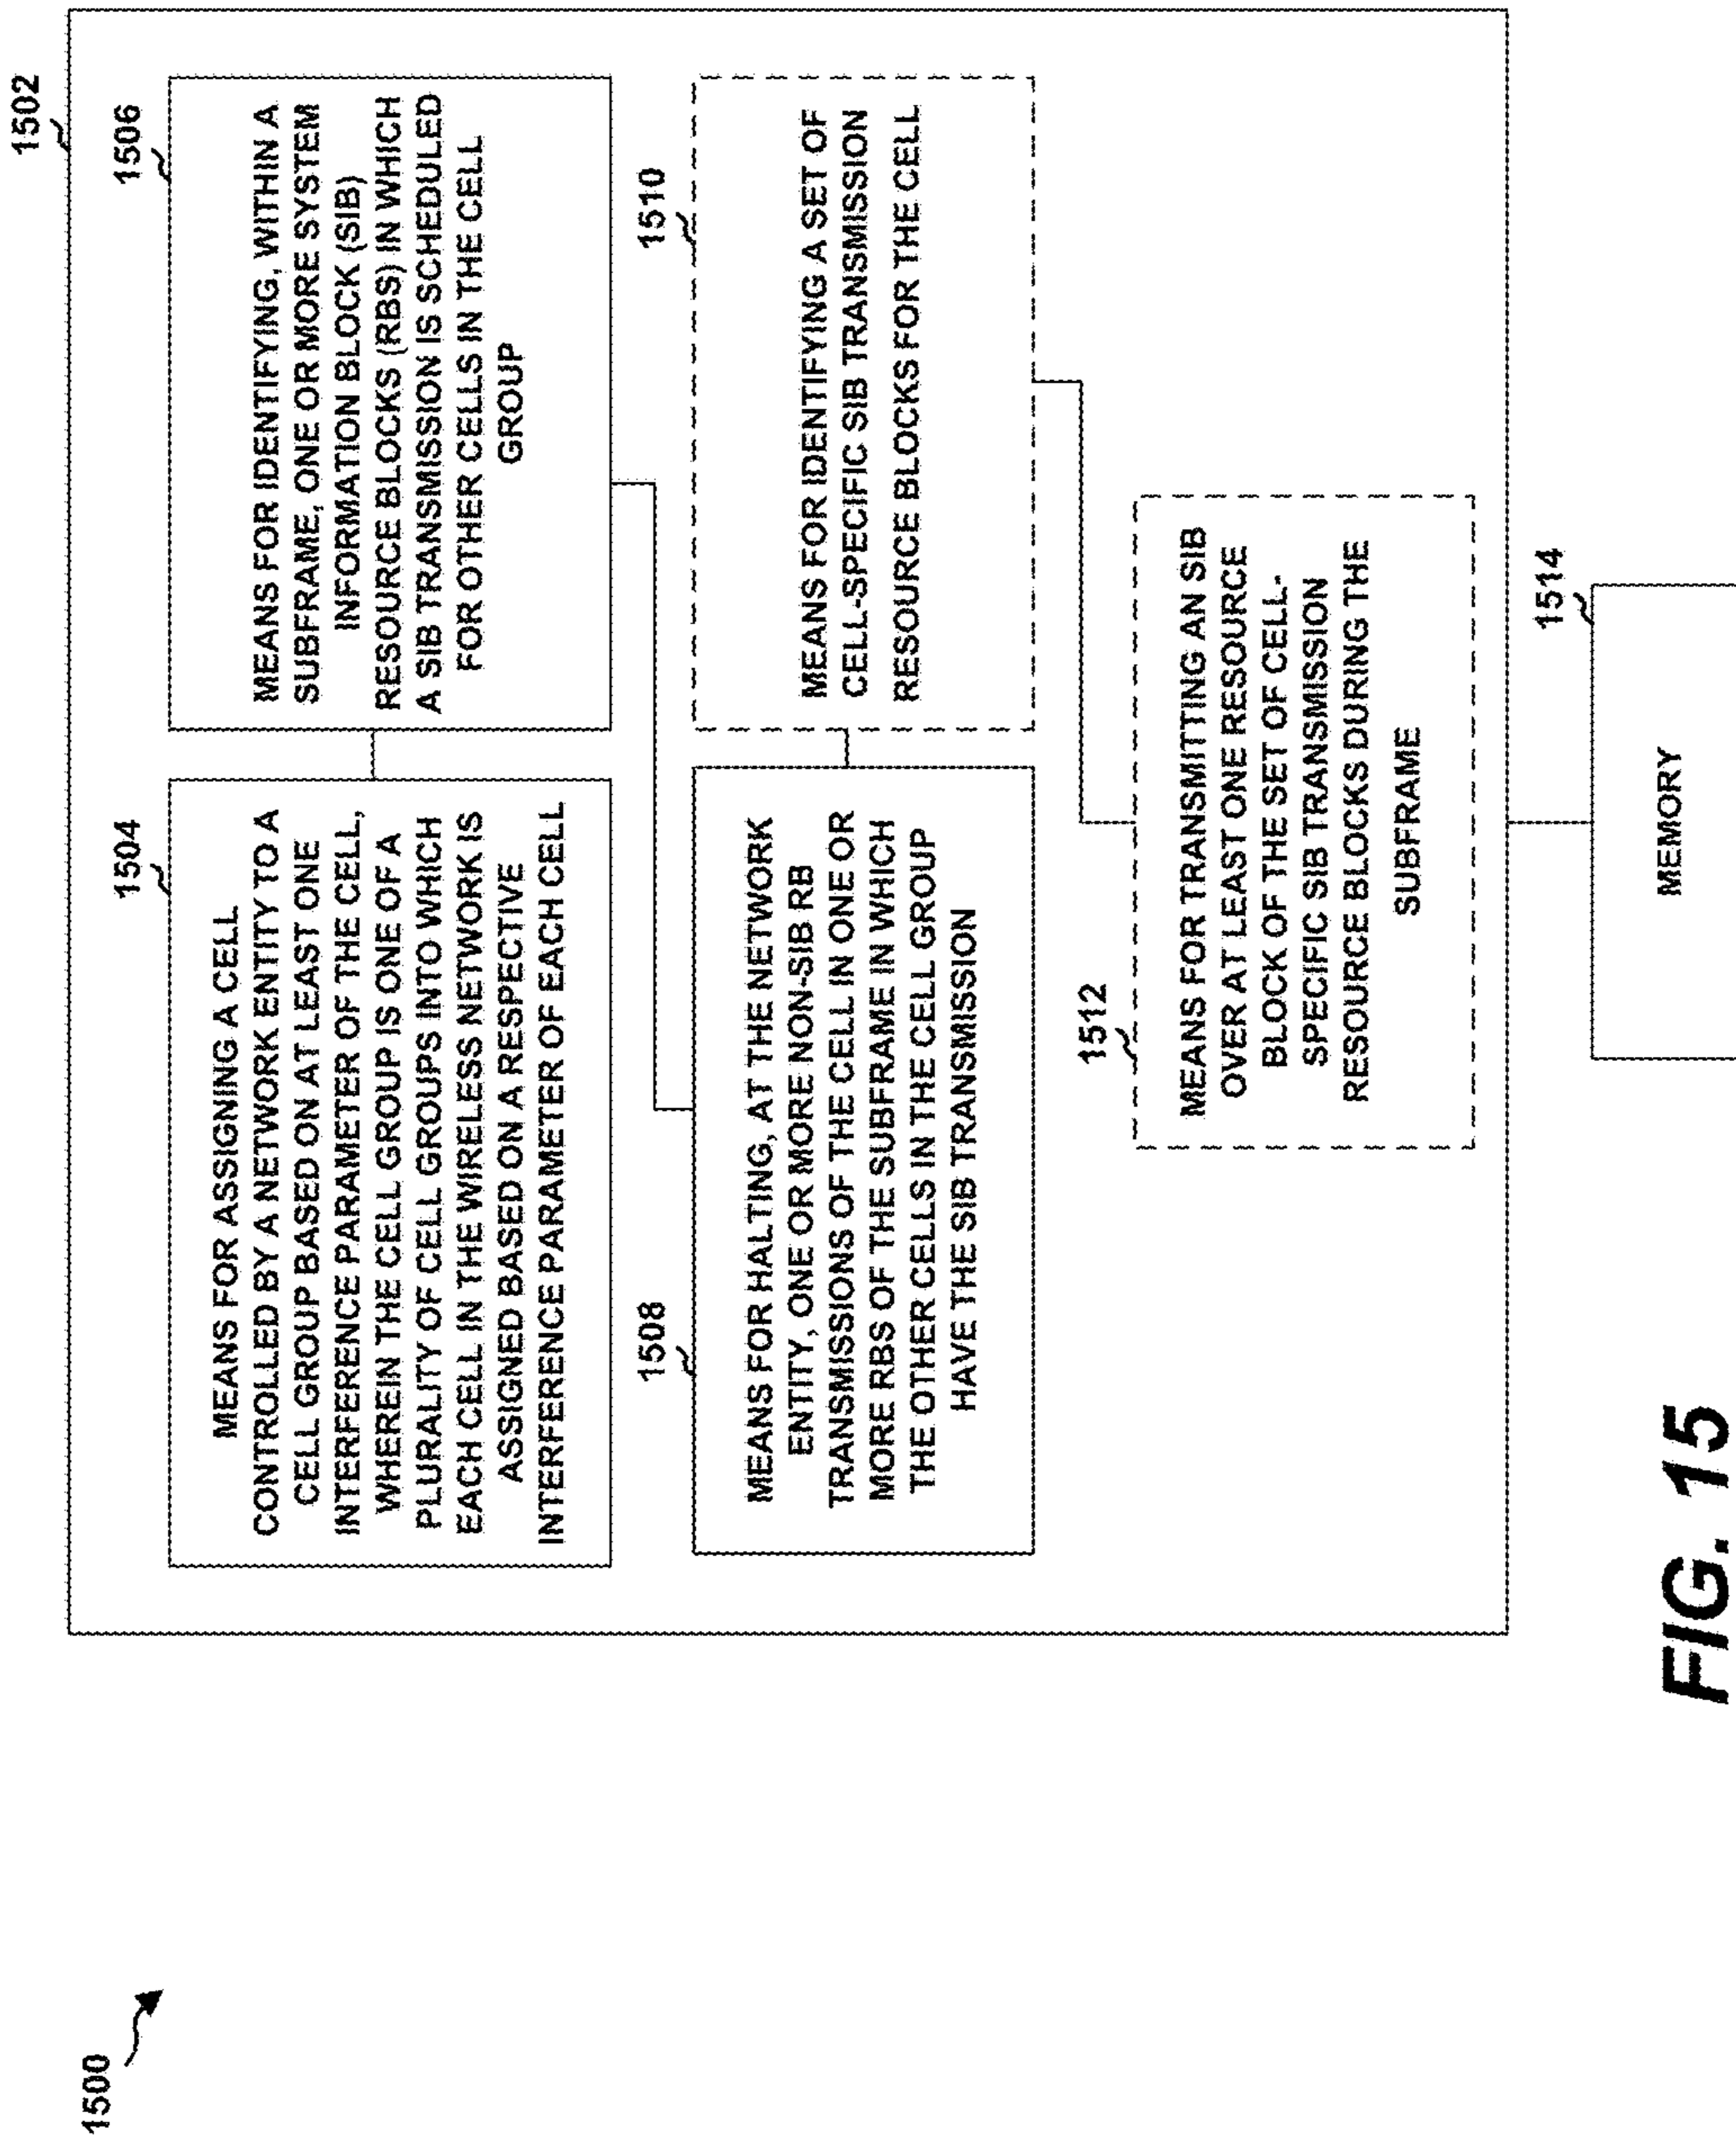 1500
1502
1504
MEANS FOR ASSIGNING A CELL
CONTROLLED BY A NETWORK ENTITY TO A
CELL GROUP BASED ON AT LEAST ONE
INTERFERENCE PARAMETER OF THE CELL,
WHEREIN THE CELL GROUP IS ONE OF A
PLURALITY OF CELL GROUPS INTO WHICH
EACH CELL IN THE WIRELESS NETWORK IS
ASSIGNED BASED ON A RESPECTIVE
INTERFERENCE PARAMETER OF EACH CELL
1506
MEANS FOR IDENTIFYING, WITHIN A
SUBFRAME, ONE OR MORE SYSTEM
INFORMATION BLOCK (SIB)
RESOURCE BLOCKS (RBS) IN WHICH
A SIB TRANSMISSION IS SCHEDULED
FOR OTHER CELLS IN THE CELL
GROUP
1508
MEANS FOR HALTING, AT THE NETWORK
ENTITY, ONE OR MORE NON-SIB RB
TRANSMISSIONS OF THE CELL IN ONE OR
MORE RBS OF THE SUBFRAME IN WHICH
THE OTHER CELLS IN THE CELL GROUP
HAVE THE SIB TRANSMISSION
1510
MEANS FOR IDENTIFYING A SET OF
CELL-SPECIFIC SIB TRANSMISSION
RESOURCE BLOCKS FOR THE CELL
1512
MEANS FOR TRANSMITTING AN SIB
OVER AT LEAST ONE RESOURCE
BLOCK OF THE SET OF CELL-
SPECIFIC SIB TRANSMISSION
RESOURCE BLOCKS DURING THE
SUBFRAME
1514
MEMORY
FIG. 15